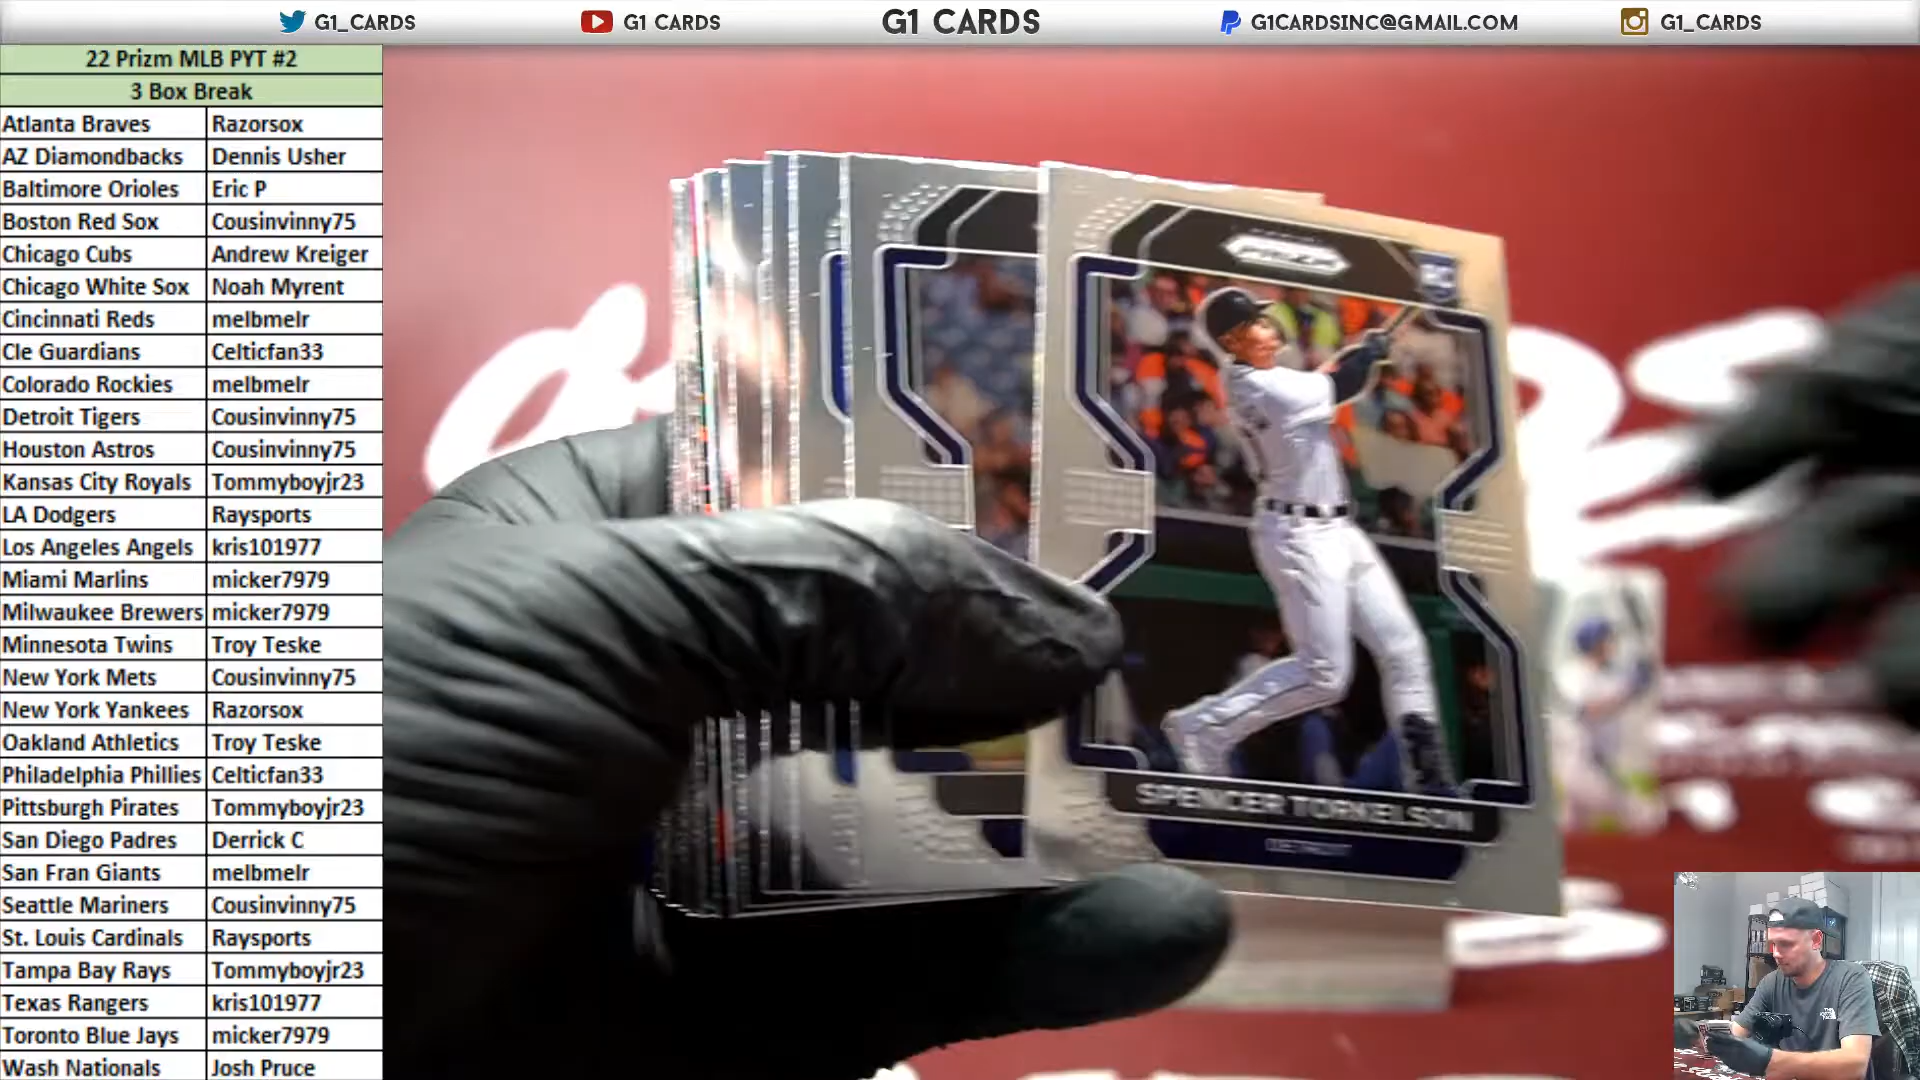 G1_CARDS G1 CARDS G1 CARDS G1CARDSINC@GMAIL.COM G1_CARDS
22 Prizm MLB PYT #2
3 Box Break
Atlanta Braves Razorsox
AZ Diamondbacks Dennis Usher
Baltimore Orioles Eric P
Boston Red Sox Cousinvinny75
Chicago Cubs Andrew Kreiger
Chicago White Sox Noah Myrent
Cincinnati Reds melbmelr
Cle Guardians Celticfan33
Colorado Rockies melbmelr
Detroit Tigers Cousinvinny75
Houston Astros Cousinvinny75
Kansas City Royals Tommyboyjr23
LA Dodgers Raysports
Los Angeles Angels kris101977
Miami Marlins micker7979
Milwaukee Brewers micker7979
Minnesota Twins Troy Teske
New York Mets Cousinvinny75
New York Yankees Razorsox
Oakland Athletics Troy Teske
Philadelphia Phillies Celticfan33
Pittsburgh Pirates Tommyboyjr23
San Diego Padres Derrick C
San Fran Giants melbmelr
Seattle Mariners Cousinvinny75
St. Louis Cardinals Raysports
Tampa Bay Rays Tommyboyjr23
Texas Rangers kris101977
Toronto Blue Jays micker7979
Wash Nationals Josh Pruce
PRIZM
RC
SPENCER TORKELSON
DETROIT